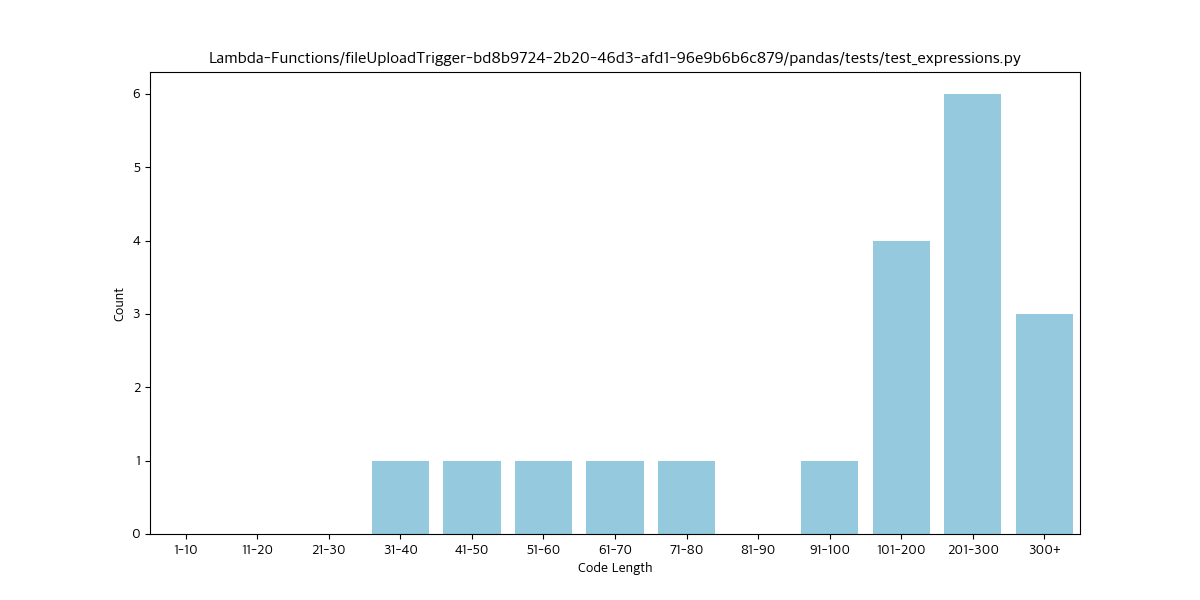 Lambda-Functions/fileUploadTrigger-bd8b9724-2b20-46d3-afd1-96e9b6b6c879/pandas/tests/test_expressions.py
6
5
4
3
2
1
0
Count
1-10 11-20 21-30 31-40 41-50 51-60 61-70 71-80 81-90 91-100 101-200 201-300 300+
Code Length